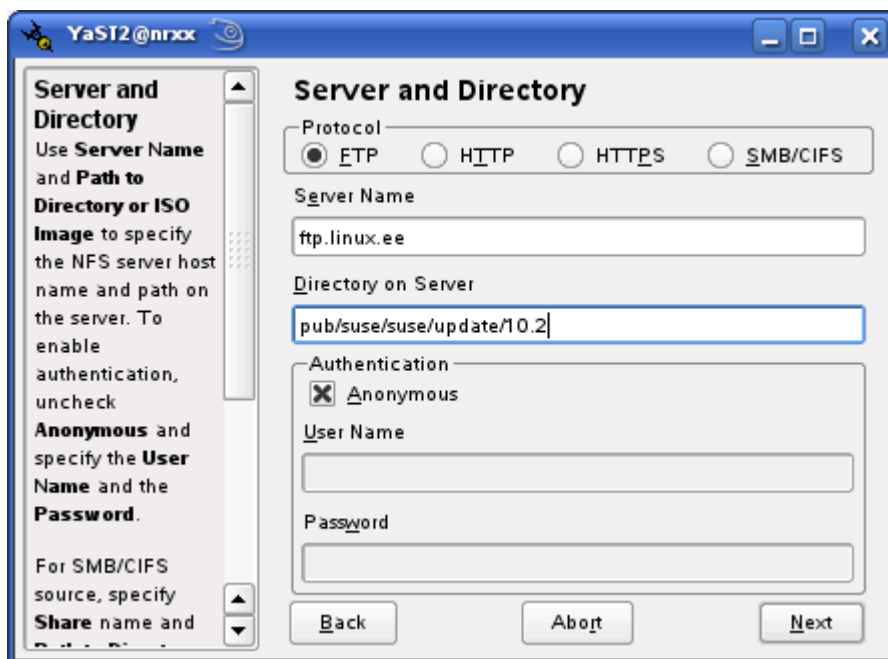 YaST2@nrxx
Server and
Directory
Use Server Name
and Path to
Directory or ISO
Image to specify
the NFS server host
name and path on
the server. To
enable
authentication,
uncheck
Anonymous and
specify the User
Name and the
Password.
For SMB/CIFS
source, specify
Share name and
Server and Directory
Protocol
FTP
HTTP
HTTPS
SMB/CIFS
Server Name
ftp.linux.ee
Directory on Server
pub/suse/suse/update/10.2
Authentication
Anonymous
User Name
Password
Back
Abort
Next